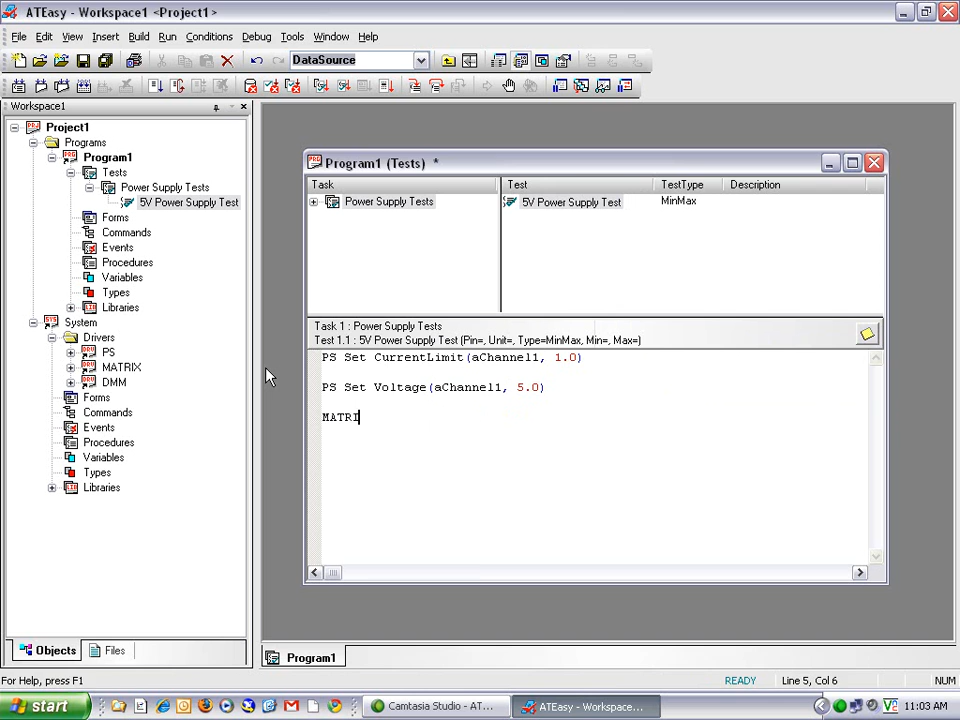 ATEasy - Workspace1 <Project1>
File Edit View Insert Build Run Conditions Debug Tools Window Help
DataSource
Workspace1
Project1
Programs
Program1
Tests
Power Supply Tests
5V Power Supply Test
Forms
Commands
Events
Procedures
Variables
Types
Libraries
System
Drivers
PS
MATRIX
DMM
Forms
Commands
Events
Procedures
Variables
Types
Libraries
Objects Files
Program1 (Tests) *
Task Test TestType Description
Power Supply Tests 5V Power Supply Test MinMax
Task 1 : Power Supply Tests
Test 1.1 : 5V Power Supply Test (Pin=, Unit=, Type=MinMax, Min=, Max=)
PS Set CurrentLimit(aChannel1, 1.0)
PS Set Voltage(aChannel1, 5.0)
MATRI
Program1
For Help, press F1 READY Line 5, Col 6 NUM
start Camtasia Studio - AT... ATEasy - Workspace... 11:03 AM